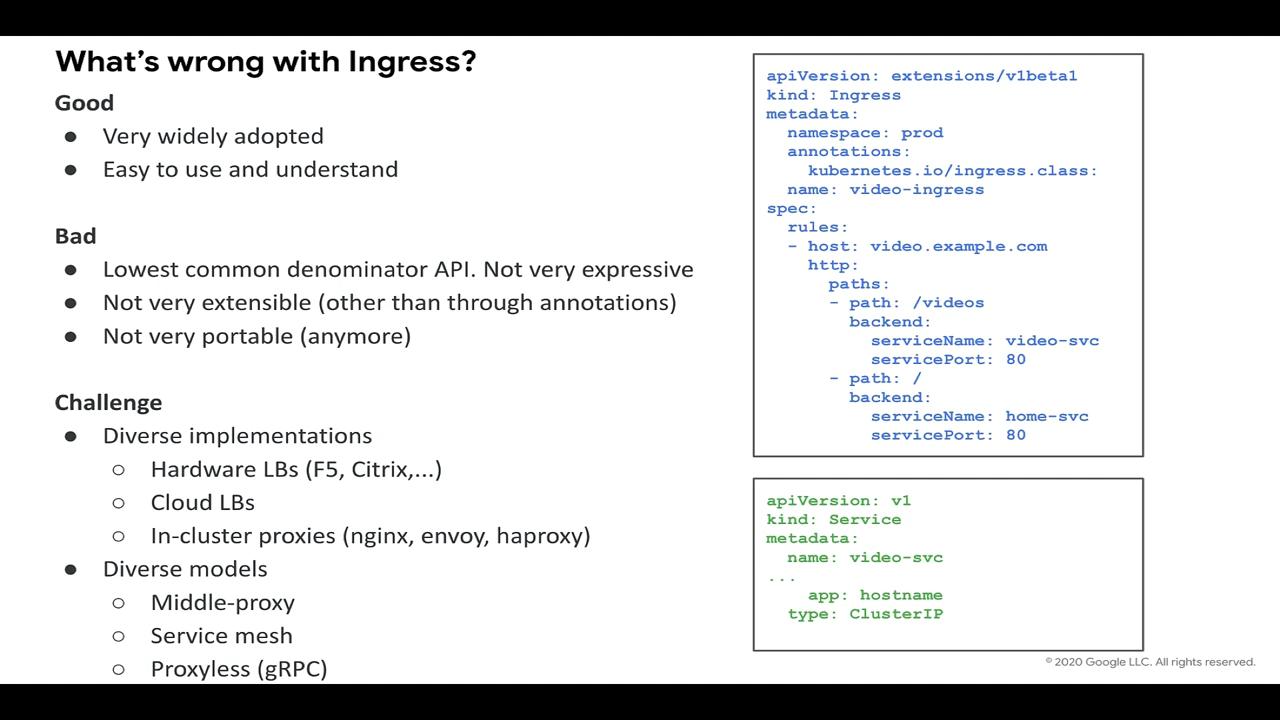 What's wrong with Ingress?
Good
● Very widely adopted
● Easy to use and understand
Bad
● Lowest common denominator API. Not very expressive
● Not very extensible (other than through annotations)
● Not very portable (anymore)
Challenge
● Diverse implementations
○ Hardware LBs (F5, Citrix,...)
○ Cloud LBs
○ In-cluster proxies (nginx, envoy, haproxy)
● Diverse models
○ Middle-proxy
○ Service mesh
○ Proxyless (gRPC)
apiVersion: extensions/v1beta1
kind: Ingress
metadata:
  namespace: prod
  annotations:
    kubernetes.io/ingress.class:
  name: video-ingress
spec:
  rules:
  - host: video.example.com
    http:
      paths:
      - path: /videos
        backend:
          serviceName: video-svc
          servicePort: 80
      - path: /
        backend:
          serviceName: home-svc
          servicePort: 80
apiVersion: v1
kind: Service
metadata:
  name: video-svc
...
    app: hostname
  type: ClusterIP
© 2020 Google LLC. All rights reserved.